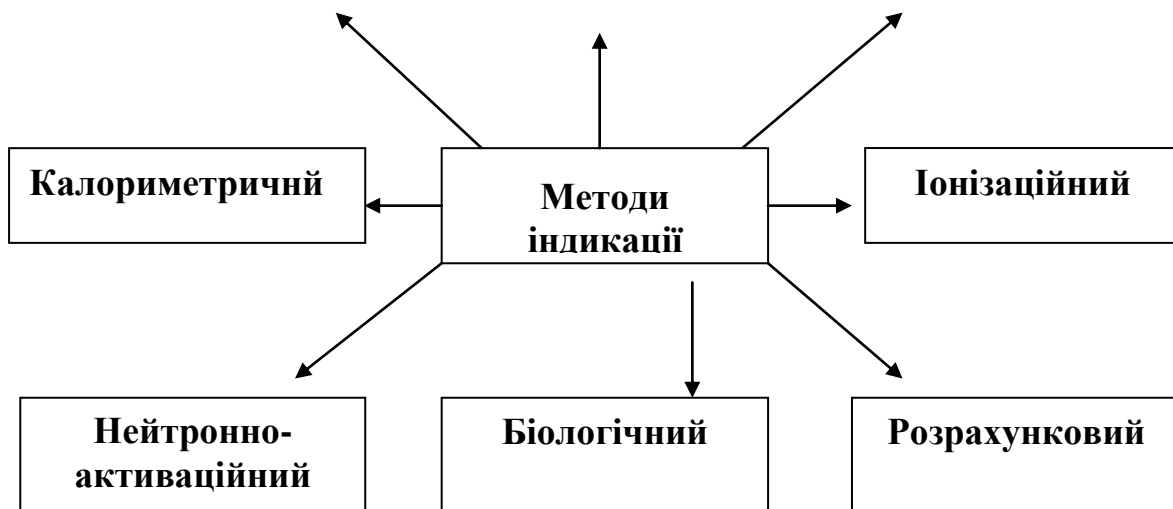 Калориметричнй
Методи
індикації
Іонізаційний
Нейтронно-
активаційний
Біологічний
Розрахунковий